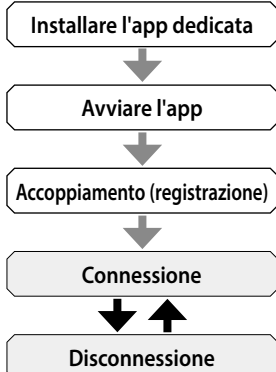 Installare l'app dedicata
Avviare l'app
Accoppiamento (registrazione)
Connessione
Disconnessione